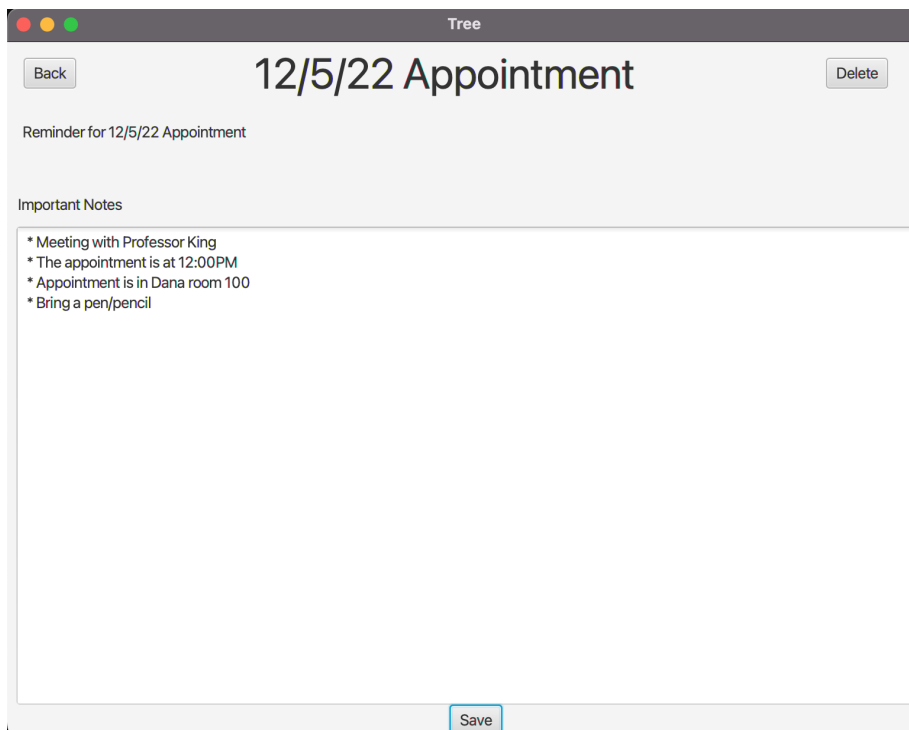 Tree
Back
12/5/22 Appointment
Delete
Reminder for 12/5/22 Appointment
Important Notes
* Meeting with Professor King
* The appointment is at 12:00PM
* Appointment is in Dana room 100
* Bring a pen/pencil
Save